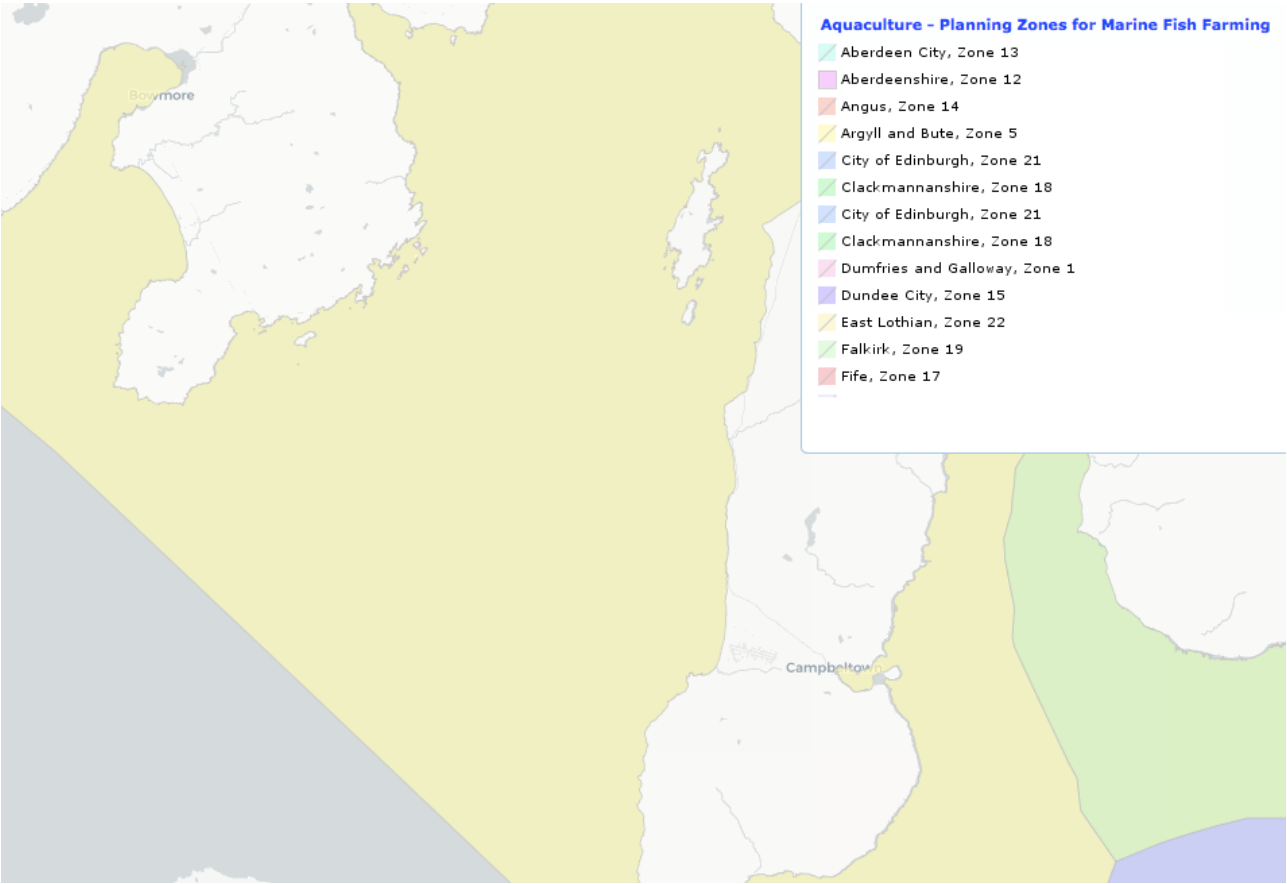 Aquaculture - Planning Zones for Marine Fish Farming
Aberdeen City, Zone 13
Aberdeenshire, Zone 12
Angus, Zone 14
Argyll and Bute, Zone 5
City of Edinburgh, Zone 21
Clackmannanshire, Zone 18
City of Edinburgh, Zone 21
Clackmannanshire, Zone 18
Dumfries and Galloway, Zone 1
Dundee City, Zone 15
East Lothian, Zone 22
Falkirk, Zone 19
Fife, Zone 17
Bowmore
Campbeltown